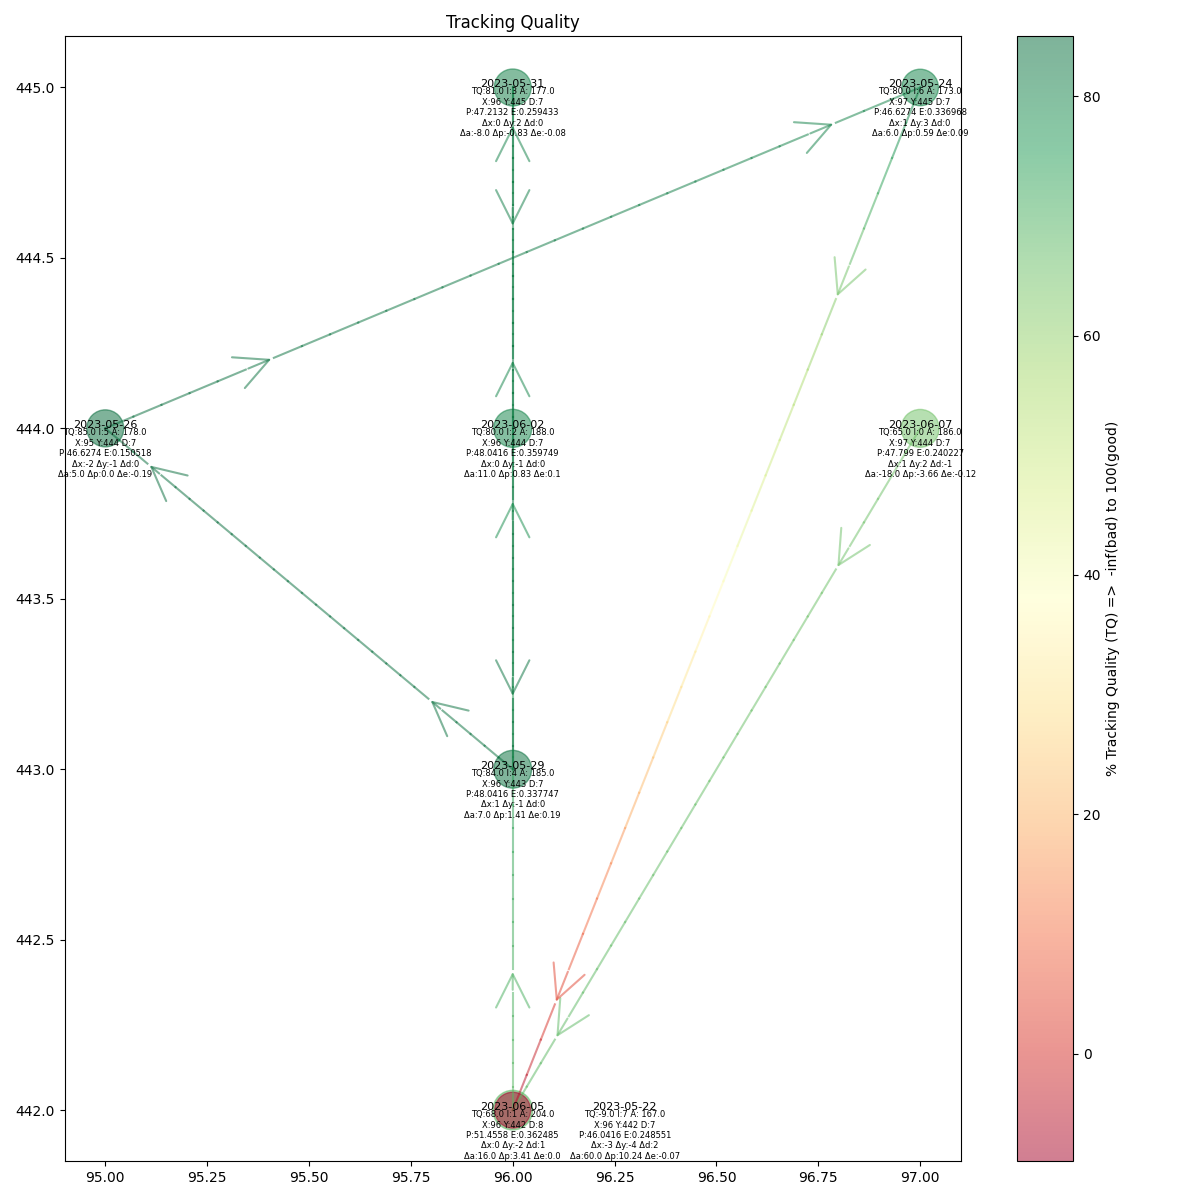 Tracking Quality
445.0
444.5
444.0
443.5
443.0
442.5
442.0
95.00
95.25
95.50
95.75
96.00
96.25
96.50
96.75
97.00
2023-05-31
TQ:81.0 I:3 A: 177.0
X:96 Y:445 D:7
P:47.2132 E:0.259433
Δx:0 Δy:2 Δd:0
Δa:-8.0 Δp:-0.83 Δe:-0.08
2023-05-24
TQ:80.0 I:6 A: 173.0
X:97 Y:445 D:7
P:46.6274 E:0.336968
Δx:1 Δy:3 Δd:0
Δa:6.0 Δp:0.59 Δe:0.09
2023-05-26
TQ:85.0 I:5 A: 178.0
X:95 Y:444 D:7
P:46.6274 E:0.150518
Δx:-2 Δy:-1 Δd:0
Δa:5.0 Δp:0.0 Δe:-0.19
2023-06-02
TQ:80.0 I:2 A: 188.0
X:96 Y:444 D:7
P:48.0416 E:0.359749
Δx:0 Δy:-1 Δd:0
Δa:11.0 Δp:0.83 Δe:0.1
2023-06-07
TQ:65.0 I:0 A: 186.0
X:97 Y:444 D:7
P:47.799 E:0.240227
Δx:1 Δy:2 Δd:-1
Δa:-18.0 Δp:-3.66 Δe:-0.12
2023-05-29
TQ:84.0 I:4 A: 185.0
X:96 Y:443 D:7
P:48.0416 E:0.337747
Δx:1 Δy:-1 Δd:0
Δa:7.0 Δp:1.41 Δe:0.19
2023-06-05
TQ:68.0 I:1 A: 204.0
X:96 Y:442 D:8
P:51.4558 E:0.362485
Δx:0 Δy:-2 Δd:1
Δa:16.0 Δp:3.41 Δe:0.0
2023-05-22
TQ:-9.0 I:7 A: 167.0
X:96 Y:442 D:7
P:46.0416 E:0.248551
Δx:-3 Δy:-4 Δd:2
Δa:60.0 Δp:10.24 Δe:-0.07
80
60
40
20
0
% Tracking Quality (TQ) => -inf(bad) to 100(good)